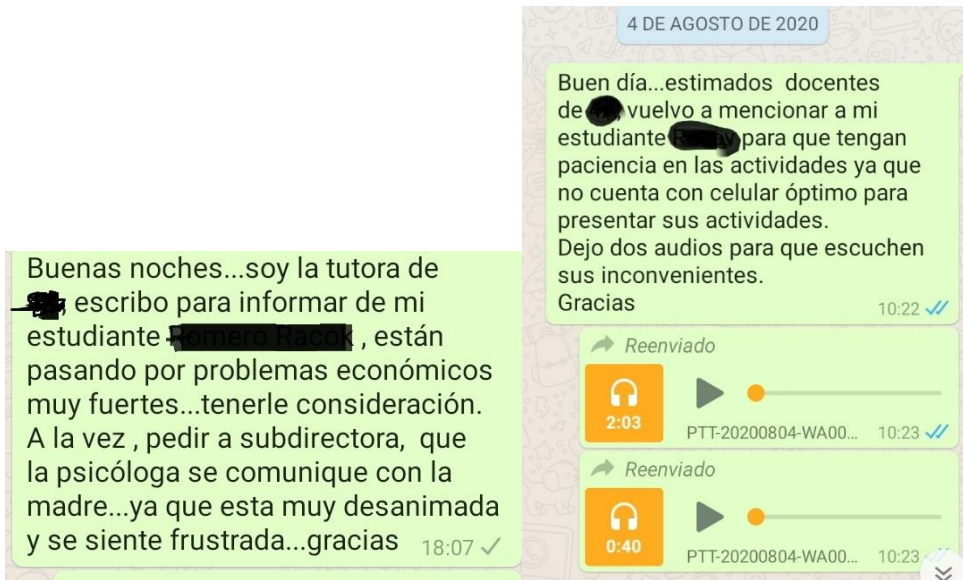 Buenas noches...soy la tutora de
, escribo para informar de mi
estudiante , están
pasando por problemas económicos
muy fuertes...tenerle consideración.
A la vez , pedir a subdirectora, que
la psicóloga se comunique con la
madre...ya que esta muy desanimada
y se siente frustrada...gracias 18:07
4 DE AGOSTO DE 2020
Buen día...estimados docentes
de , vuelvo a mencionar a mi
estudiante para que tengan
paciencia en las actividades ya que
no cuenta con celular óptimo para
presentar sus actividades.
Dejo dos audios para que escuchen
sus inconvenientes.
Gracias 10:22
Reenviado
2:03 PTT-20200804-WA00... 10:23
Reenviado
0:40 PTT-20200804-WA00... 10:23